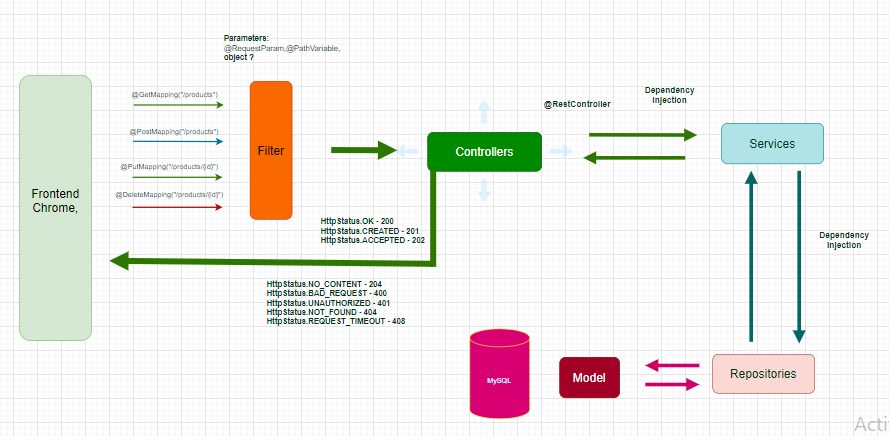 Parameters:
@RequestParam,@PathVariable,
object ?
@GetMapping("/products")
@PostMapping("/products")
@PutMapping("/products/{id}")
@DeleteMapping("/products/{id}")
Frontend
Chrome,
Filter
Controllers
@RestController
Dependency
Injection
Services
HttpStatus.OK - 200
HttpStatus.CREATED - 201
HttpStatus.ACCEPTED - 202
Dependency
Injection
HttpStatus.NO_CONTENT - 204
HttpStatus.BAD_REQUEST - 400
HttpStatus.UNAUTHORIZED - 401
HttpStatus.NOT_FOUND - 404
HttpStatus.REQUEST_TIMEOUT - 408
MySQL
Model
Repositories
Acti